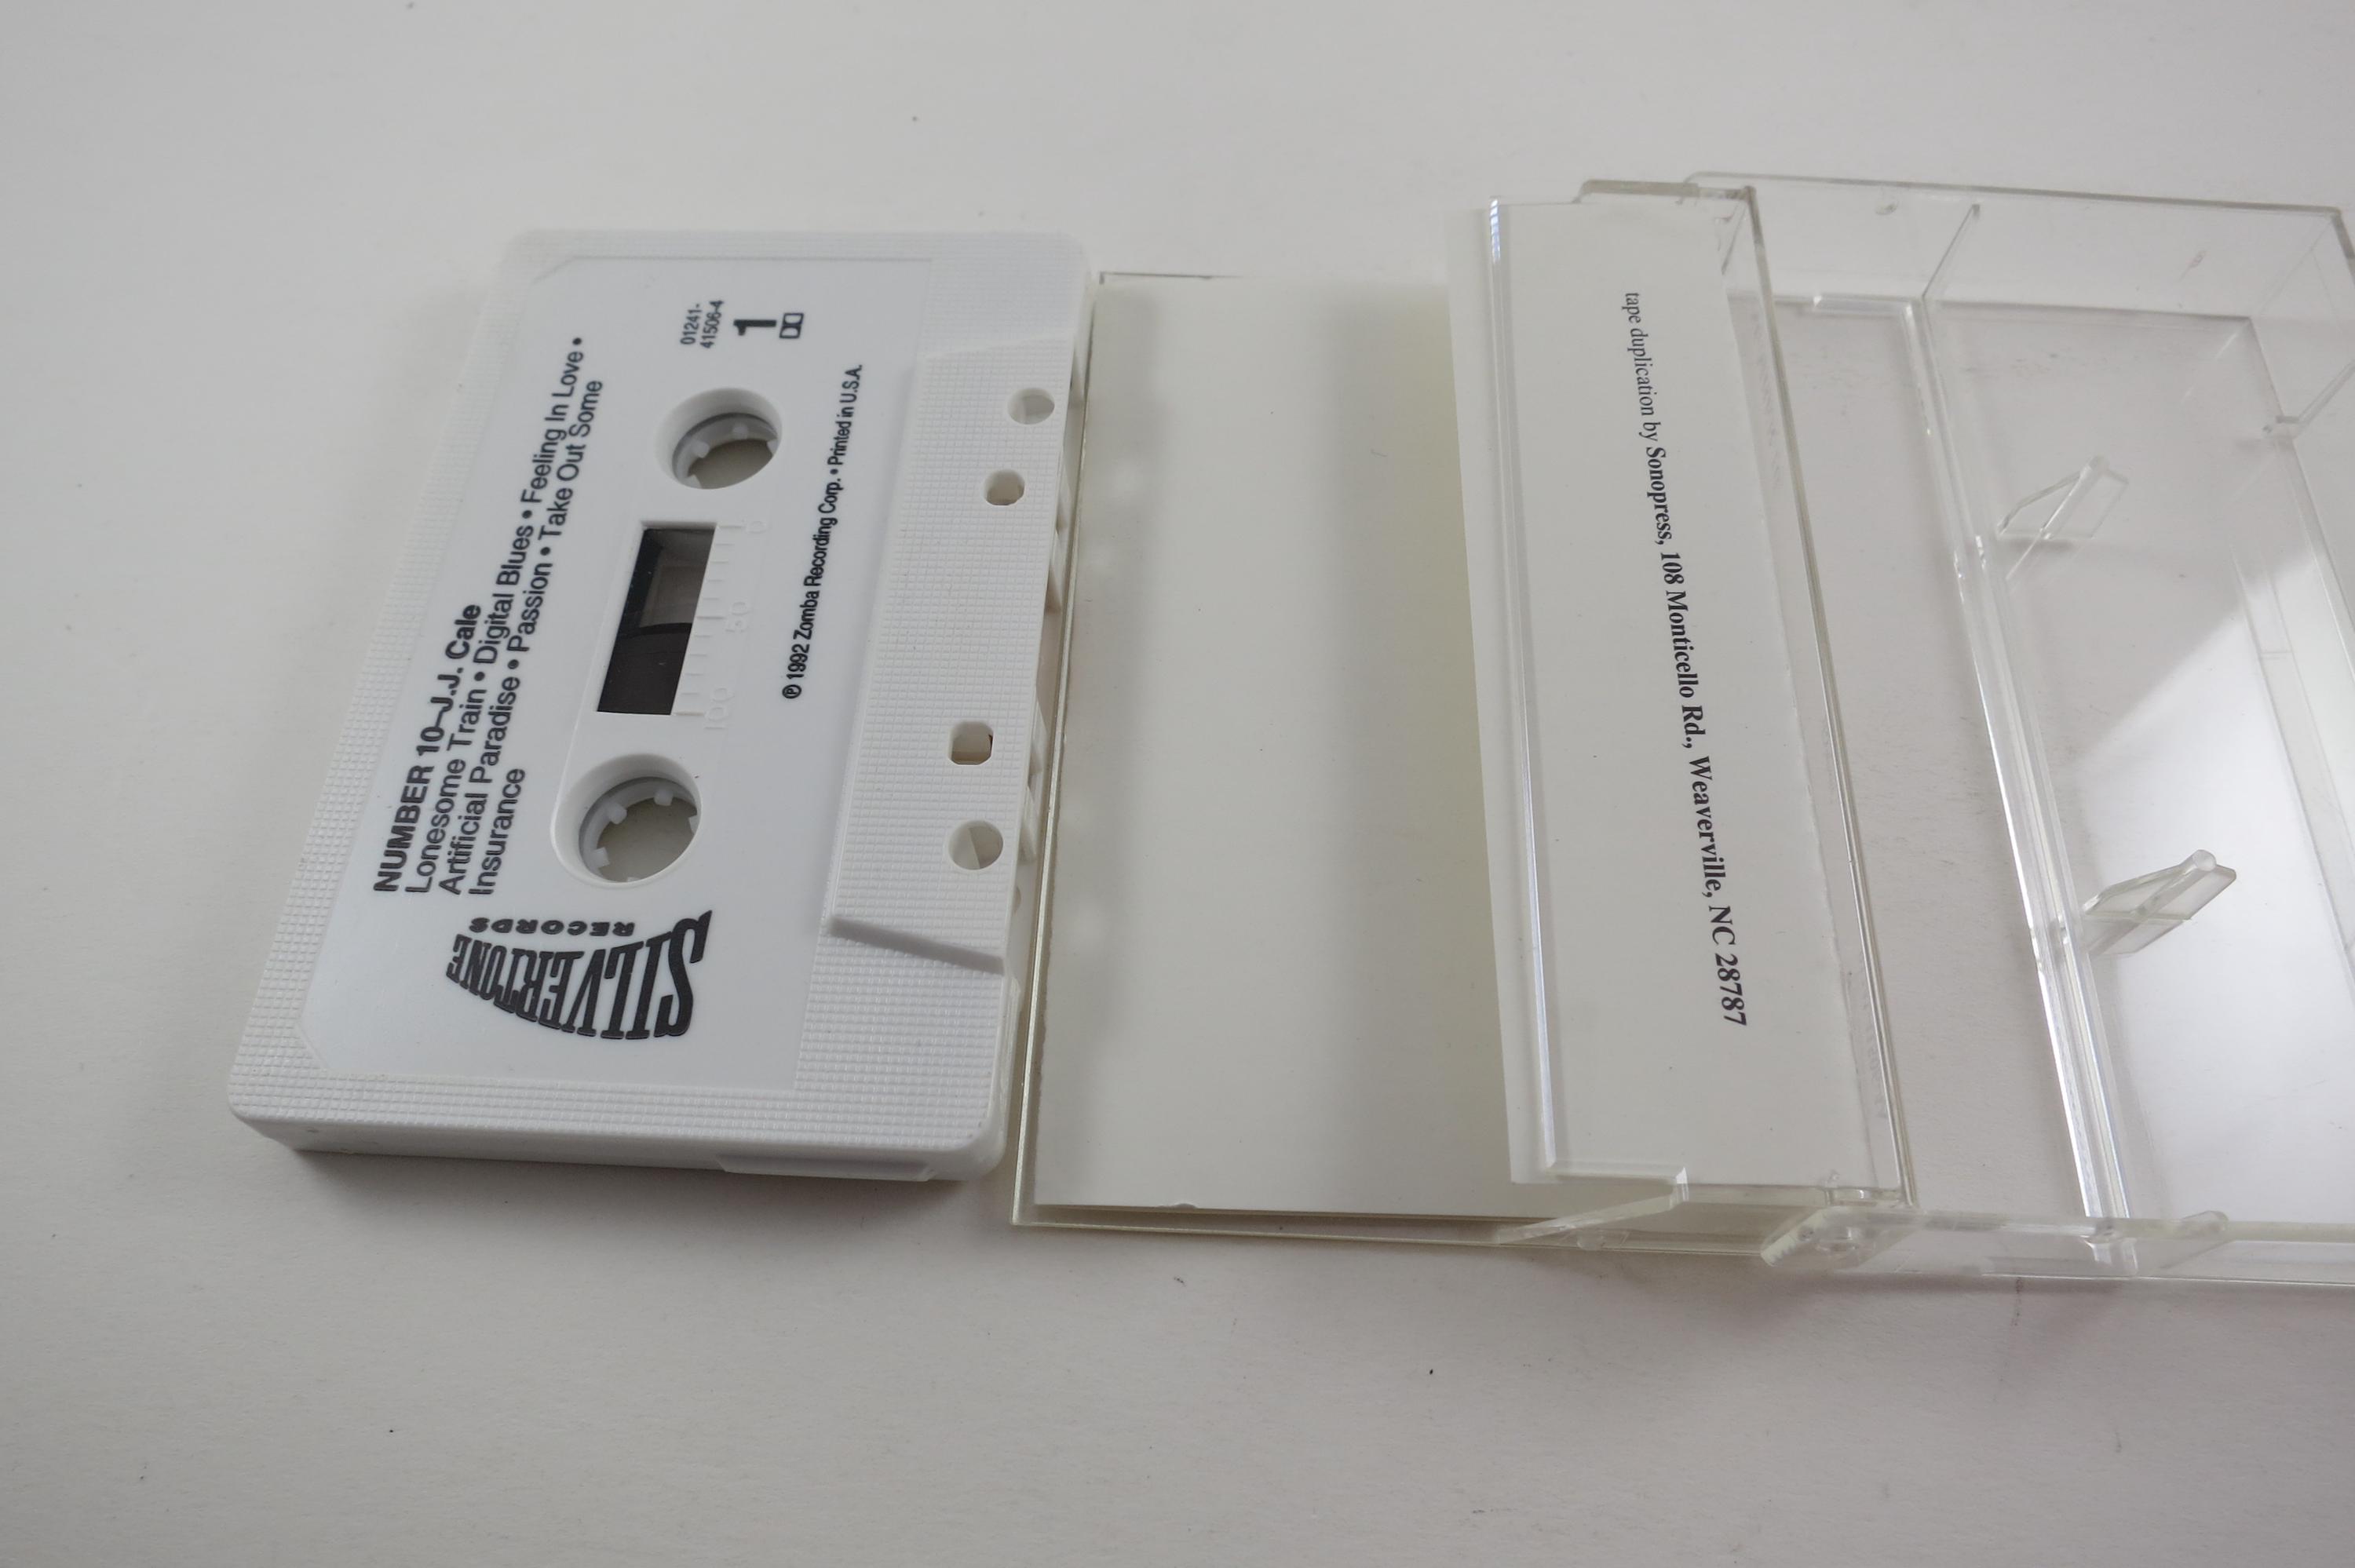 NUMBER 10–J.J. Cale
Lonesome Train • Digital Blues • Feeling In Love •
Artificial Paradise • Passion • Take Out Some
Insurance
SILVERTONE
RECORDS
01241-
41506-4
1
0
50
100
℗ 1992 Zomba Recording Corp. • Printed in U.S.A.
tape duplication by Sonopress, 108 Monticello Rd., Weaverville, NC 28787